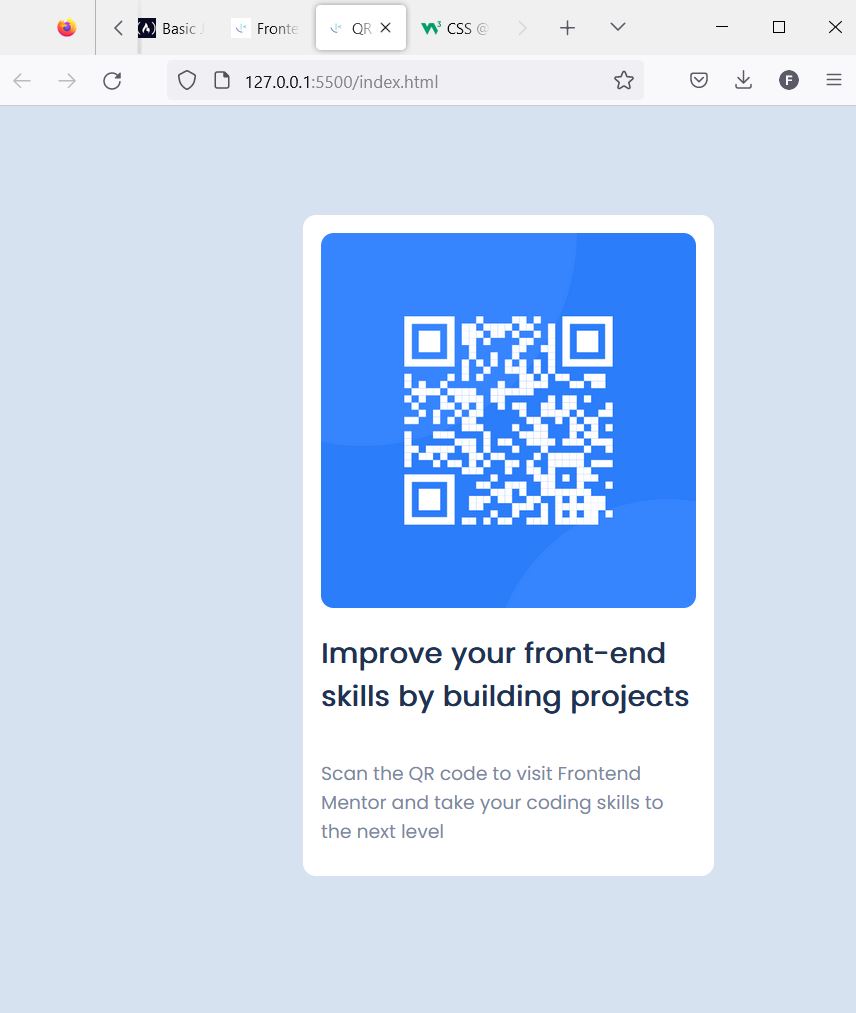 Basic J
Fronte
QR
CSS @
127.0.0.1:5500/index.html
F
Improve your front-end
skills by building projects
Scan the QR code to visit Frontend
Mentor and take your coding skills to
the next level